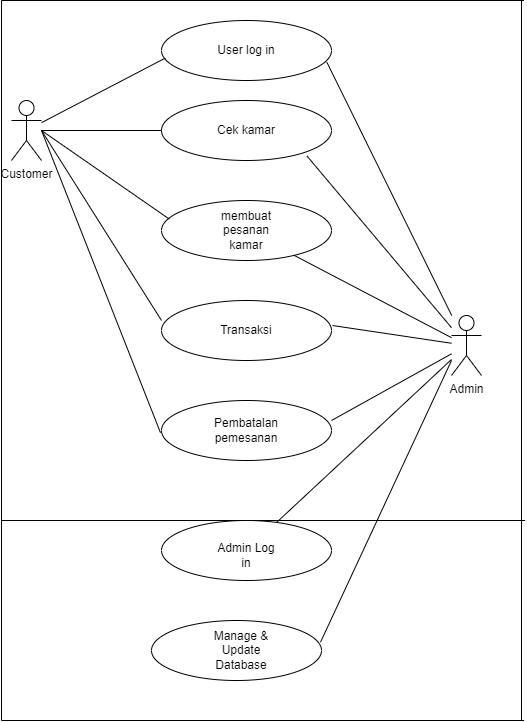 User log in
Cek kamar
Customer
membuat
pesanan
kamar
Transaksi
Admin
Pembatalan
pemesanan
Admin Log
in
Manage &
Update
Database